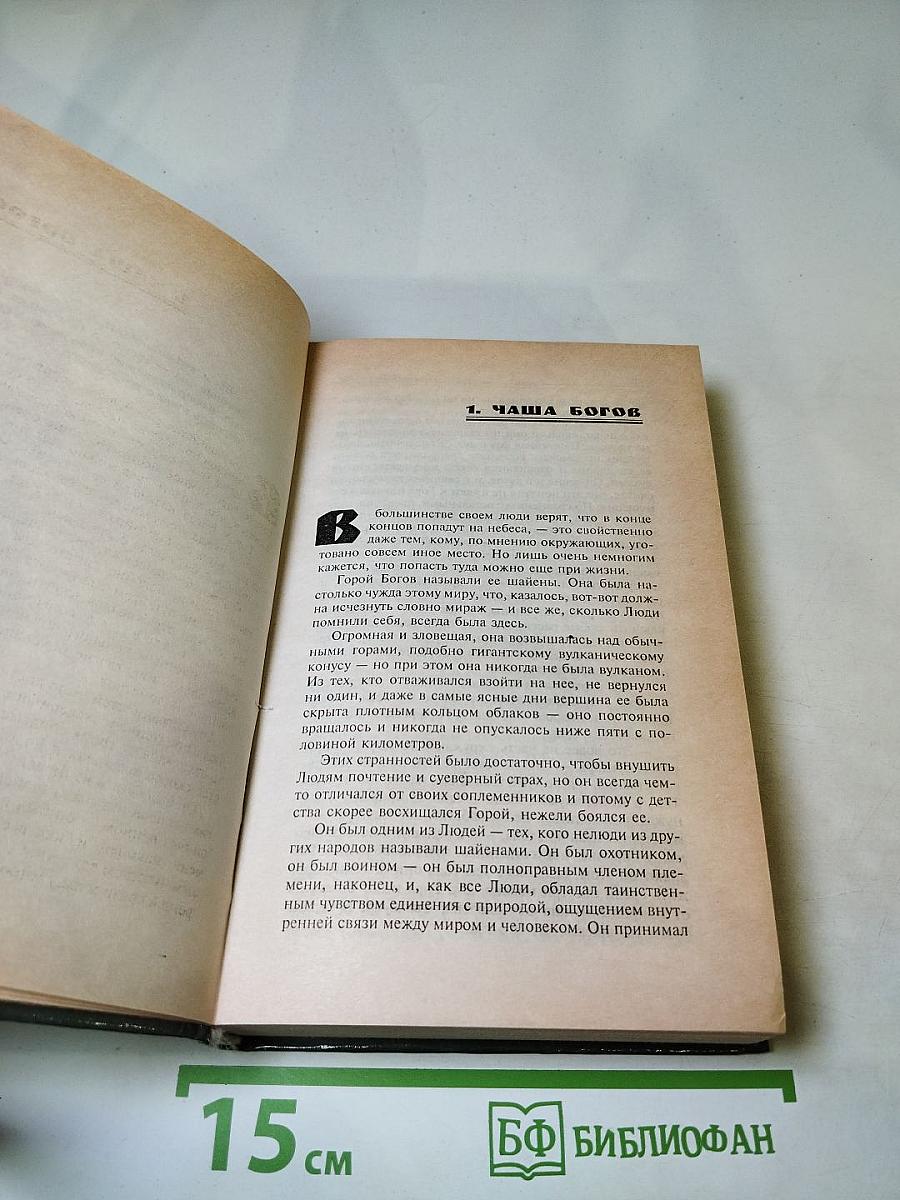 1. ЧАША БОГОВ
В большинстве своем люди верят, что в конце
концов попадут на небеса, — это свойственно
даже тем, кому, по мнению окружающих, уго-
товано совсем иное место. Но лишь очень немногим
кажется, что попасть туда можно еще при жизни.
Горой Богов называли ее шайены. Она была на-
столько чужда этому миру, что, казалось, вот-вот долж-
на исчезнуть словно мираж — и все же, сколько Люди
помнили себя, всегда была здесь.
Огромная и зловещая, она возвышалась над обыч-
ными горами, подобно гигантскому вулканическому
конусу — но при этом она никогда не была вулканом.
Из тех, кто отваживался взойти на нее, не вернулся
ни один, и даже в самые ясные дни вершина ее была
скрыта плотным кольцом облаков — оно постоянно
вращалось и никогда не опускалось ниже пяти с по-
ловиной километров.
Этих странностей было достаточно, чтобы внушить
Людям почтение и суеверный страх, но он всегда чем-
то отличался от своих соплеменников и потому с дет-
ства скорее восхищался Горой, нежели боялся ее.
Он был одним из Людей — тех, кого нелюди из дру-
гих народов называли шайенами. Он был охотником,
он был воином — он был полноправным членом пле-
мени, наконец, и, как все Люди, обладал таинствен-
ным чувством единения с природой, ощущением внут-
ренней связи между миром и человеком. Он принимал
15 см
БФ БИБЛИОФАН